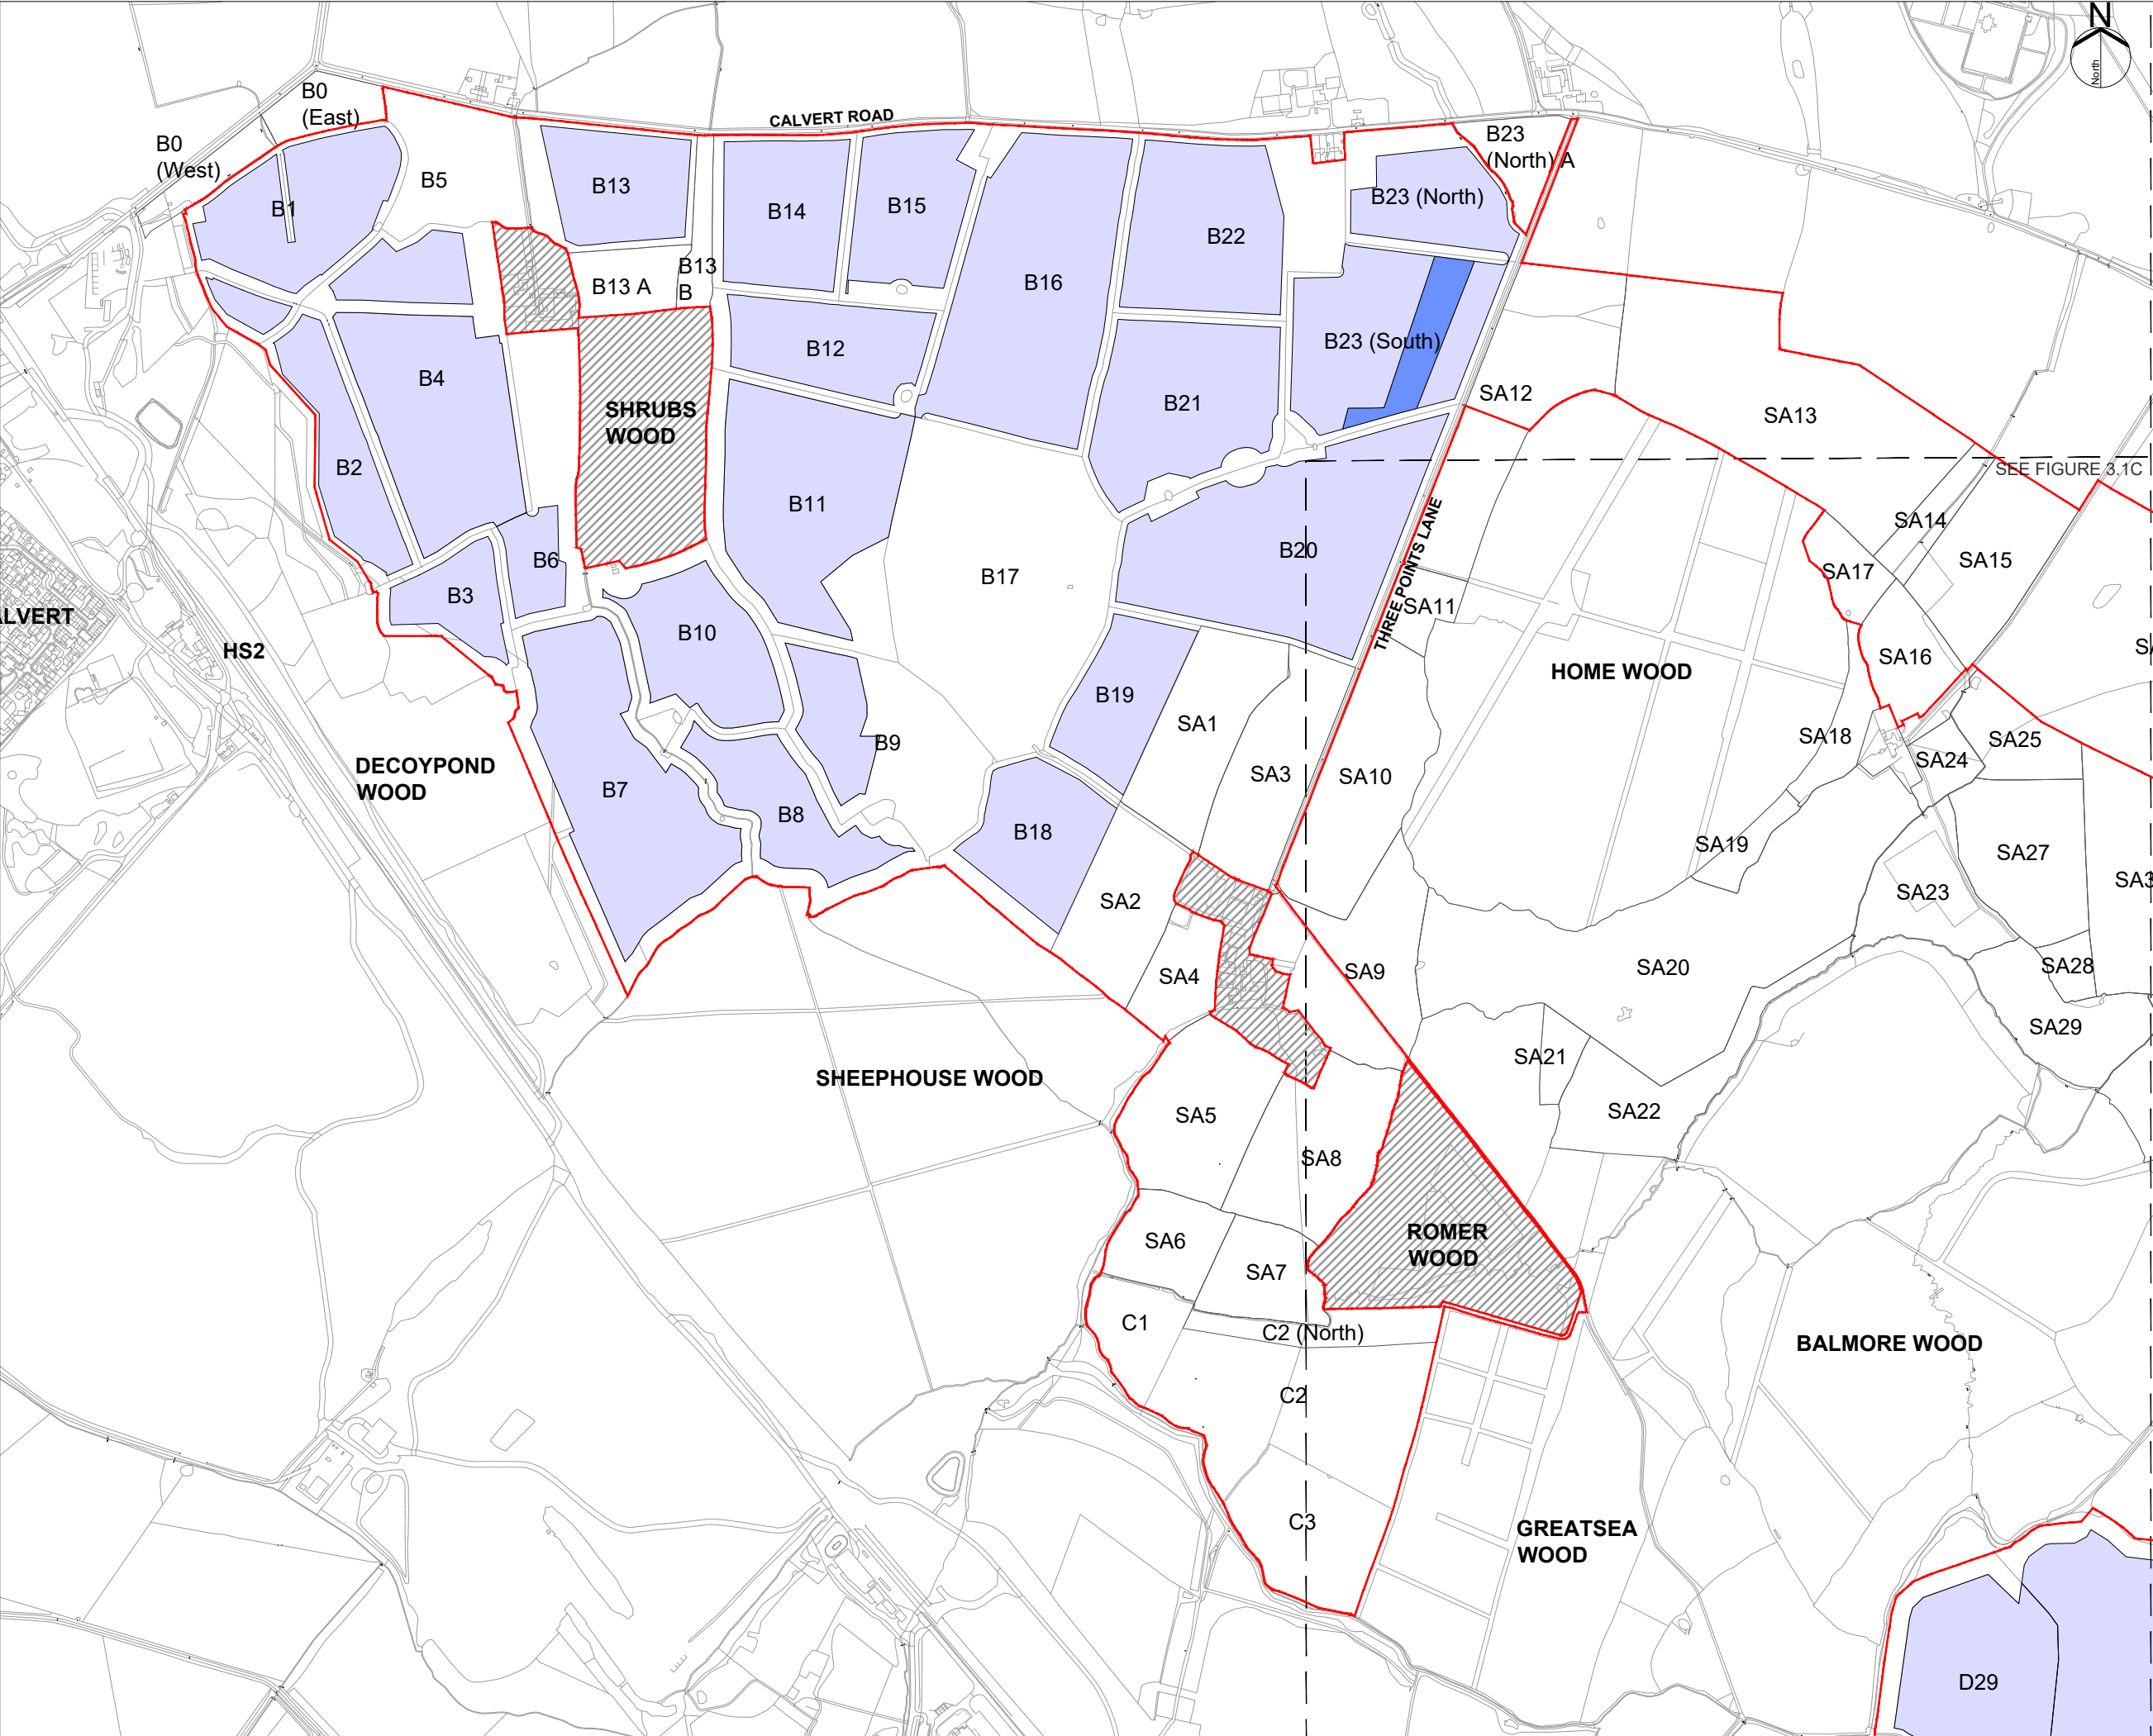 N
North
B0
(East)
CALVERT ROAD
B0
(West)
B23
(North) A
B5
B13
B1
B14
B15
B23 (North)
B22
B13
B
B13 A
B16
B12
B23 (South)
B4
SA12
B21
SA13
SHRUBS
WOOD
B2
SEE FIGURE 3.1C
B11
SA14
THREE POINTS LANE
B20
B6
SA15
B17
SA17
B3
SA11
LVERT
B10
HS2
SA16
HOME WOOD
B19
SA1
SA18
SA25
B9
SA24
DECOYPOND
WOOD
SA3
SA10
B7
B8
B18
SA19
SA27
SA3
SA23
SA2
SA4
SA9
SA20
SA28
SA29
SA21
SHEEPHOUSE WOOD
SA5
SA22
SA8
SA6
ROMER
WOOD
SA7
C1
C2 (North)
BALMORE WOOD
C2
C3
GREATSEA
WOOD
D29